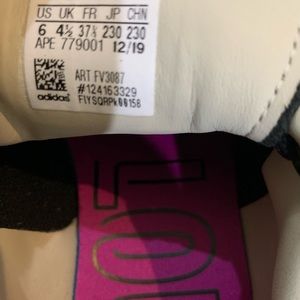 US UK FR JP CHN
6 4½ 37⅓ 230 230
APE 779001 12/19
ART FV3087
#124163329
adidas FIYSQRPk00158